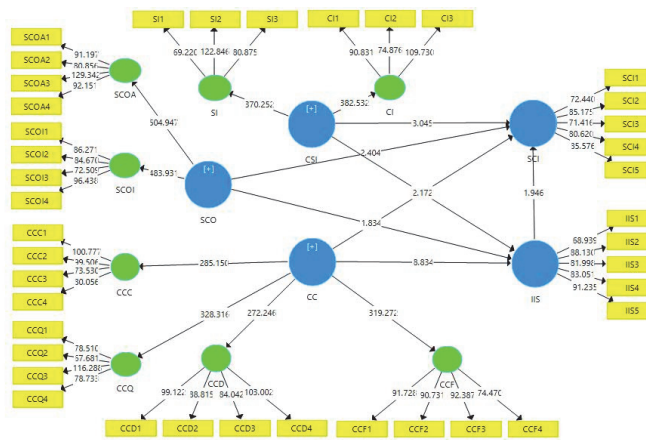 SI1
SI2
SI3
CI1
CI2
CI3
69.220
122.846
80.875
90.831
74.876
109.730
SCOA1
SCOA2
SCOA3
SCOA4
91.197
80.856
129.342
92.151
SCOA
SI
CI
370.252
382.532
[+]
CSI
504.947
3.045
SCI
SCI1
SCI2
SCI3
SCI4
SCI5
72.440
85.175
71.416
80.620
35.576
SCOI1
SCOI2
SCOI3
SCOI4
86.271
84.670
72.509
96.438
SCOI
483.931
[+]
SCO
2.404
2.172
1.946
1.834
CCC1
CCC2
CCC3
CCC4
100.777
99.506
73.530
30.056
CCC
285.150
[+]
CC
8.834
IIS
IIS1
IIS2
IIS3
IIS4
IIS5
68.939
88.130
81.998
83.051
91.235
328.316
272.246
319.272
CCQ1
CCQ2
CCQ3
CCQ4
78.510
67.681
116.288
78.733
CCQ
CCD
CCF
99.122
38.815
84.042
103.002
91.728
90.731
92.387
74.470
CCD1
CCD2
CCD3
CCD4
CCF1
CCF2
CCF3
CCF4